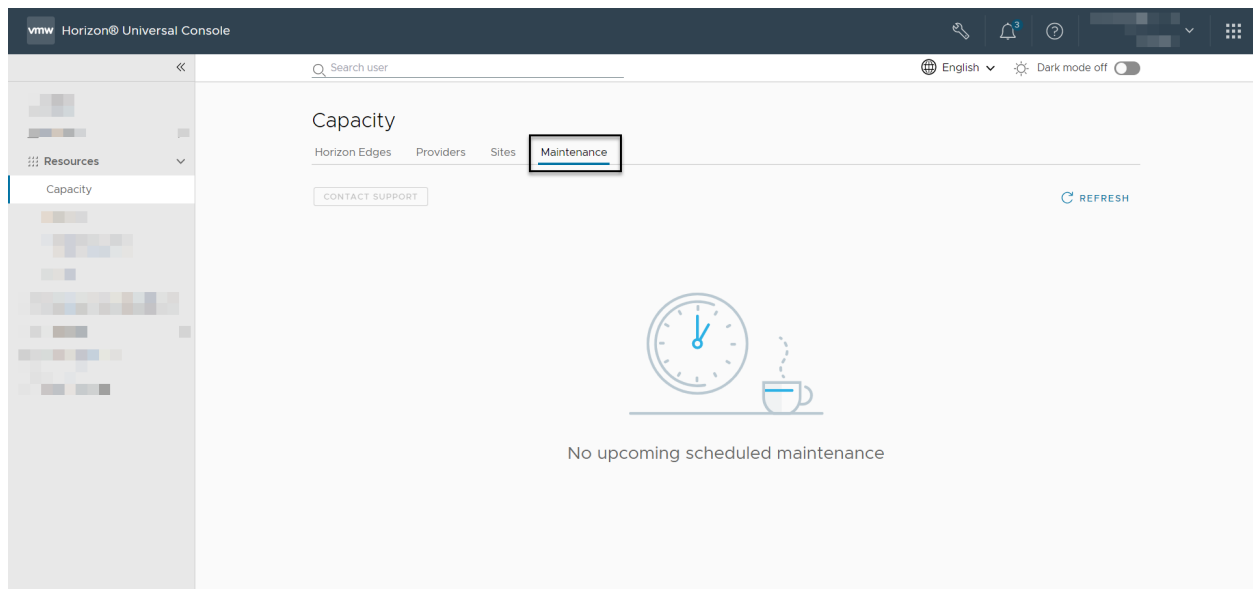 vmw Horizon® Universal Console
3
Search user
English
Dark mode off
Capacity
Resources
Capacity
Horizon Edges Providers Sites Maintenance
CONTACT SUPPORT
REFRESH
No upcoming scheduled maintenance